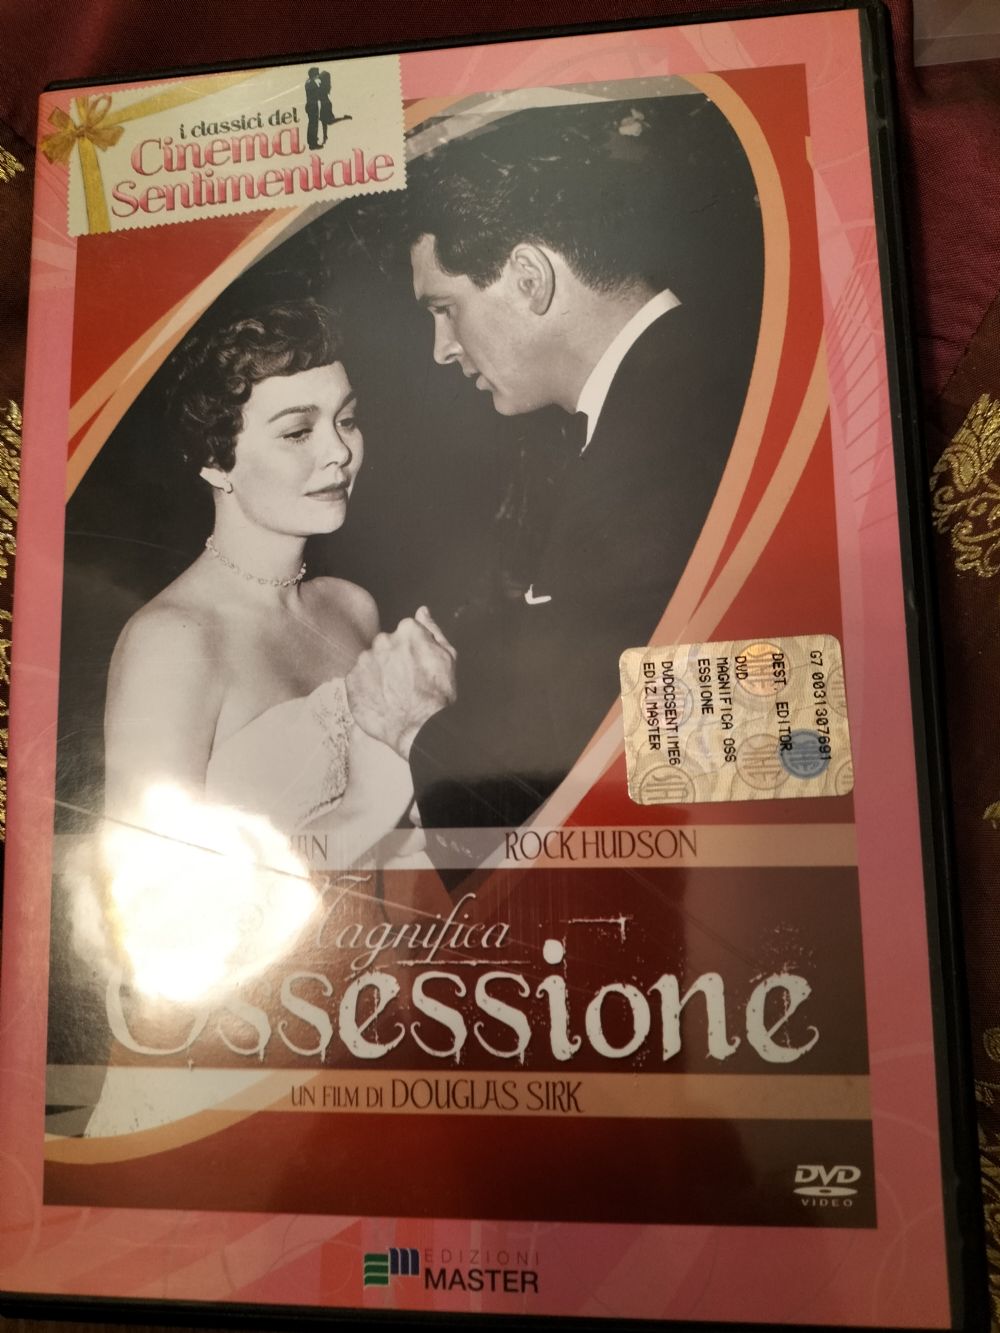 i classici del
Cinema
Sentimentale
G7 0031307691
DEST. EDITOR
DVD
MAGNIFICA OSS
ESSIONE
DVDCCSENTIME6
EDIZ.MASTER
ROCK HUDSON
Magnifica
Ossessione
UN FILM DI DOUGLAS SIRK
DVD
VIDEO
EDIZIONI
MASTER